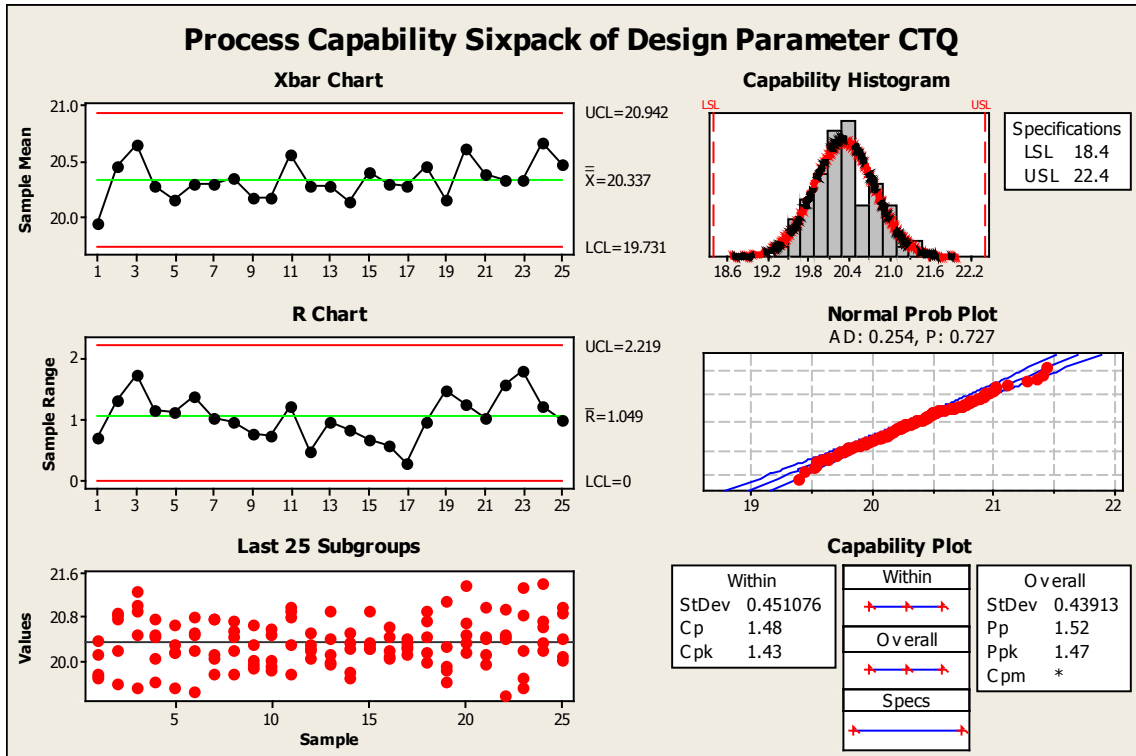 Process Capability Sixpack of Design Parameter CTQ
Xbar Chart
Sample Mean
21.0
20.5
20.0
1 3 5 7 9 11 13 15 17 19 21 23 25
UCL=20.942
X=20.337
LCL=19.731
Capability Histogram
LSL
USL
18.6 19.2 19.8 20.4 21.0 21.6 22.2
Specifications
LSL 18.4
USL 22.4
R Chart
Sample Range
2
1
0
1 3 5 7 9 11 13 15 17 19 21 23 25
UCL=2.219
R=1.049
LCL=0
Normal Prob Plot
AD: 0.254, P: 0.727
19 20 21 22
Last 25 Subgroups
Values
21.6
20.8
20.0
5 10 15 20 25
Sample
Capability Plot
Within
StDev 0.451076
Cp 1.48
Cpk 1.43
Within
Overall
Specs
Overall
StDev 0.43913
Pp 1.52
Ppk 1.47
Cpm *